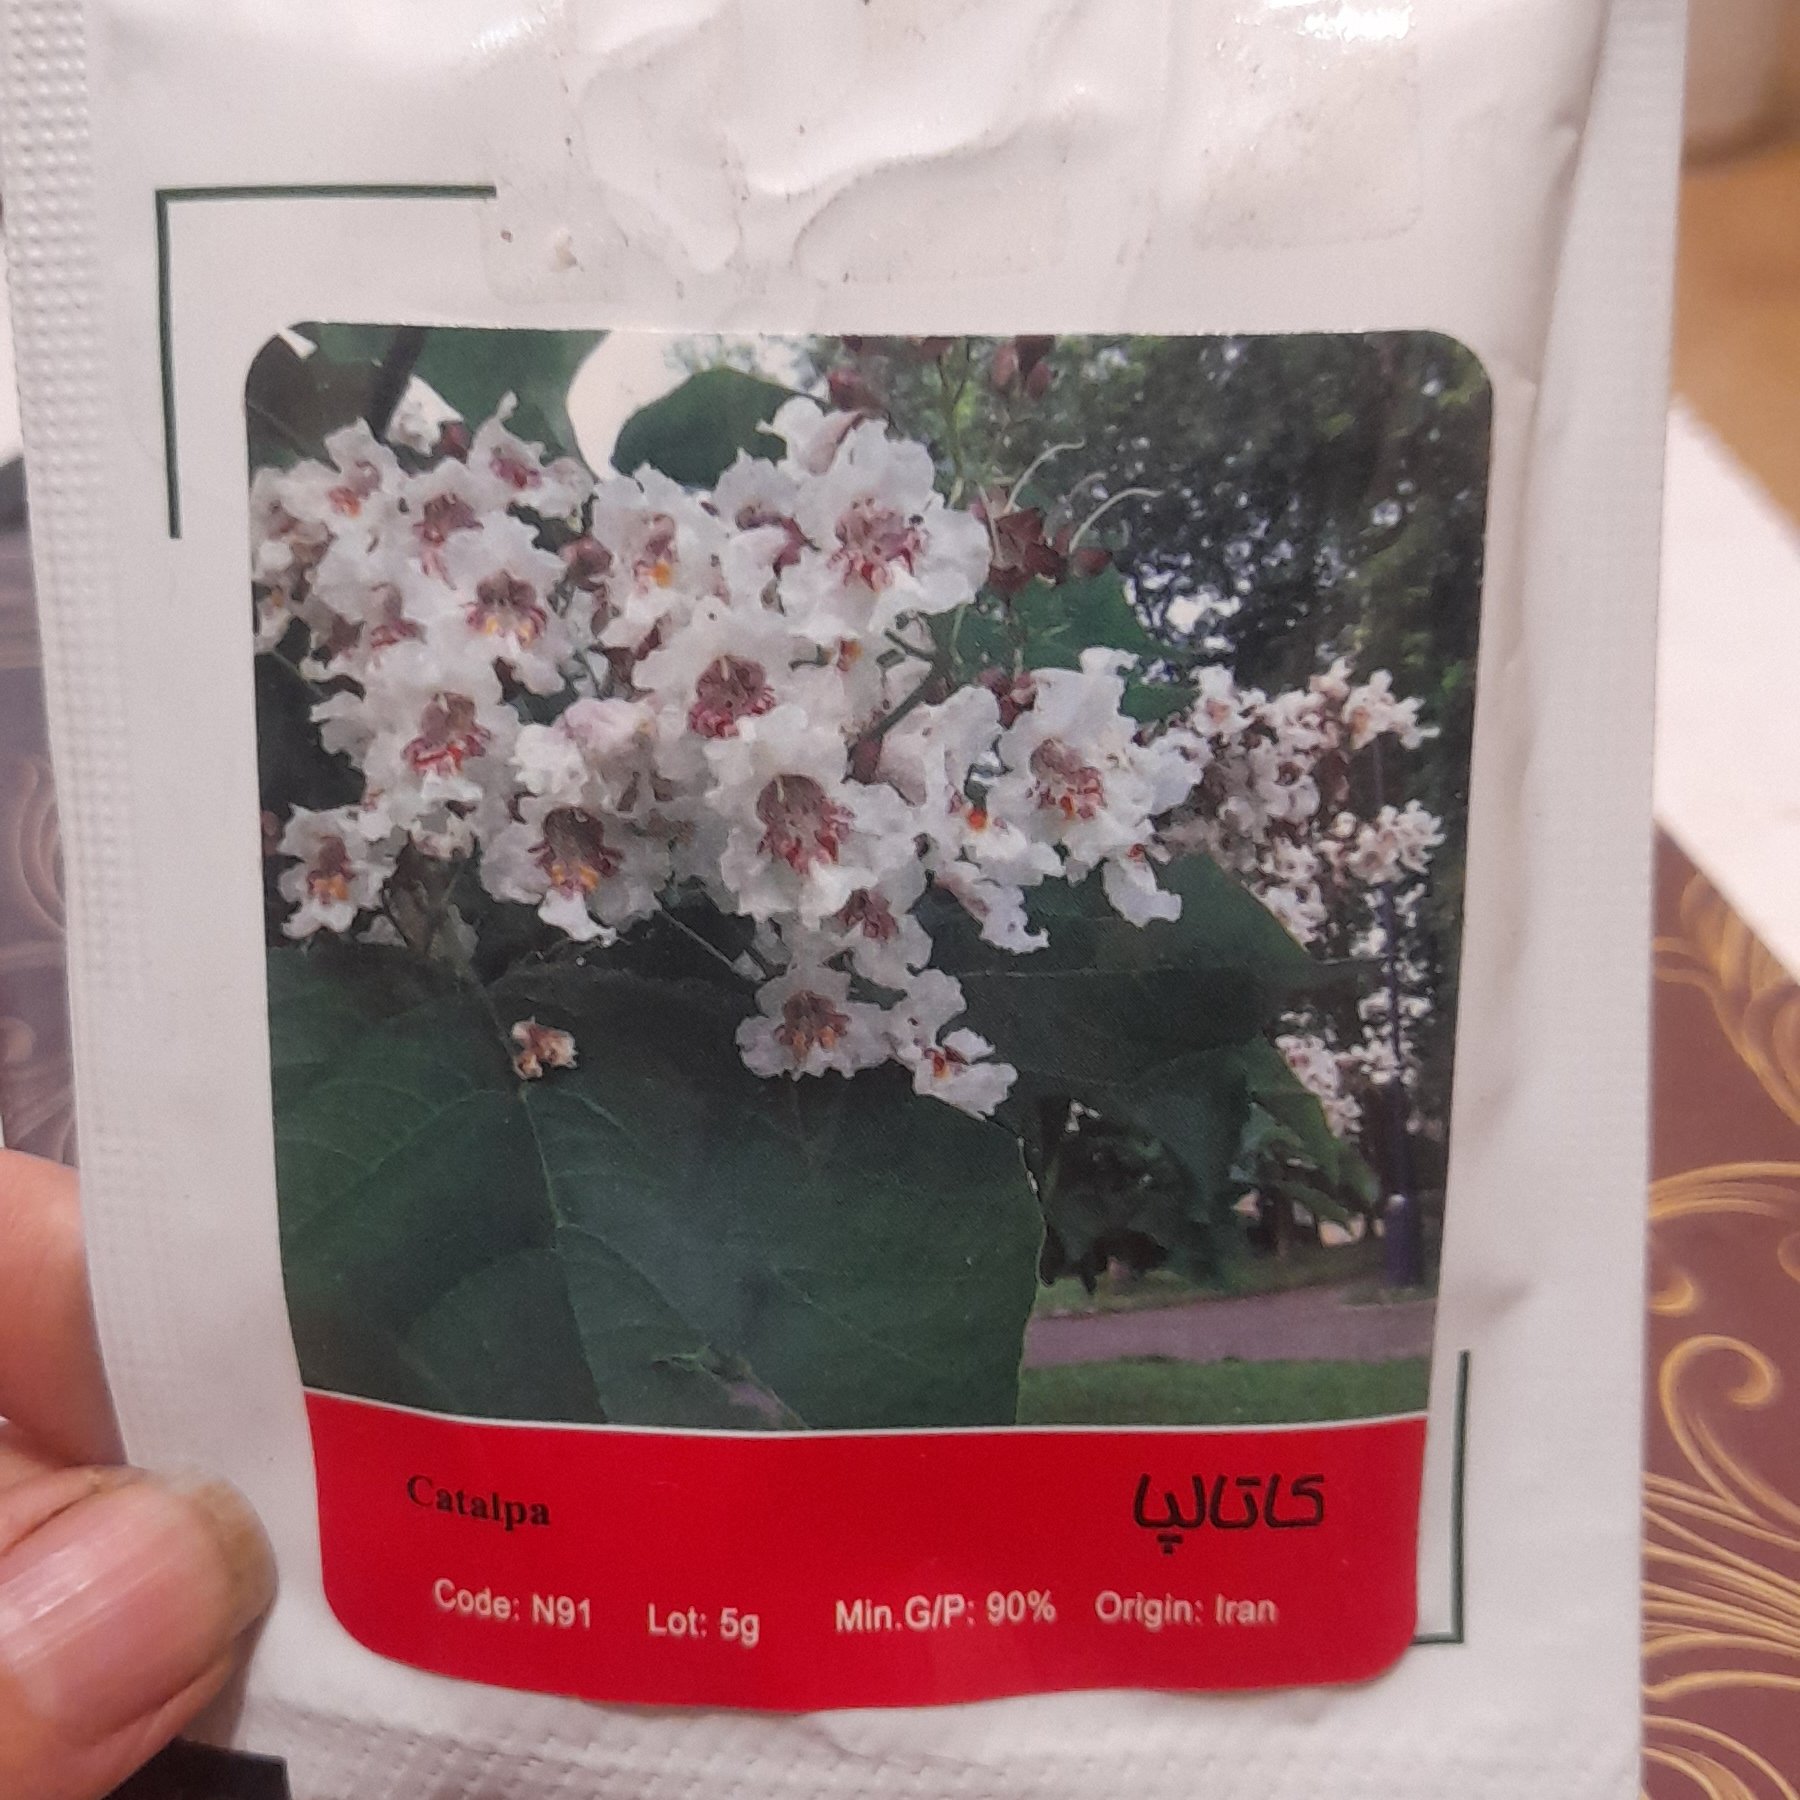 Catalpa کاتالپا
Code: N91 Lot: 5g Min.G/P: 90% Origin: Iran